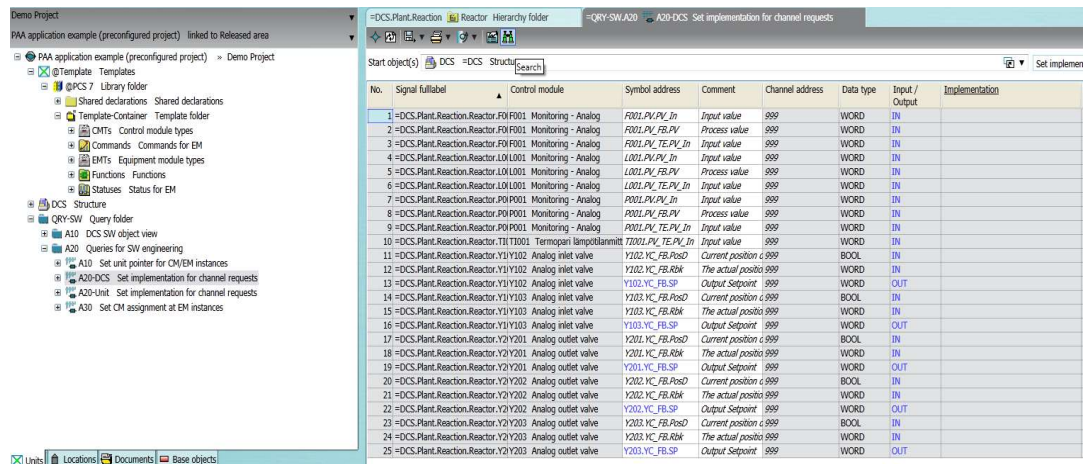 Demo Project
PAA application example (preconfigured project) linked to Released area
PAA application example (preconfigured project) » Demo Project
@Template Templates
@PCS 7 Library folder
Shared declarations Shared declarations
Template-Container Template folder
CMTs Control module types
Commands Commands for EM
EMTs Equipment module types
Functions Functions
Statuses Status for EM
DCS Structure
QRY-SW Query folder
A10 DCS SW object view
A20 Queries for SW engineering
A10 Set unit pointer for CM/EM instances
A20-DCS Set implementation for channel requests
A20-Unit Set implementation for channel requests
A30 Set CM assignment at EM instances
Units Locations Documents Base objects
=DCS.Plant.Reaction Reactor Hierarchy folder =QRY-SW.A20 A20-DCS Set implementation for channel requests
Start object(s) DCS =DCS Structu Set implemen
Search
No. Signal fulllabel Control module Symbol address Comment Channel address Data type Input / Output Implementation
1 =DCS.Plant.Reaction.Reactor.F0( F001 Monitoring - Analog F001.PV.PV_In Input value 999 WORD IN
2 =DCS.Plant.Reaction.Reactor.F0( F001 Monitoring - Analog F001.PV_FB.PV Process value 999 WORD IN
3 =DCS.Plant.Reaction.Reactor.F0( F001 Monitoring - Analog F001.PV_TE.PV_In Input value 999 WORD IN
4 =DCS.Plant.Reaction.Reactor.L0( L001 Monitoring - Analog L001.PV.PV_In Input value 999 WORD IN
5 =DCS.Plant.Reaction.Reactor.L0( L001 Monitoring - Analog L001.PV_FB.PV Process value 999 WORD IN
6 =DCS.Plant.Reaction.Reactor.L0( L001 Monitoring - Analog L001.PV_TE.PV_In Input value 999 WORD IN
7 =DCS.Plant.Reaction.Reactor.P0( P001 Monitoring - Analog P001.PV.PV_In Input value 999 WORD IN
8 =DCS.Plant.Reaction.Reactor.P0( P001 Monitoring - Analog P001.PV_FB.PV Process value 999 WORD IN
9 =DCS.Plant.Reaction.Reactor.P0( P001 Monitoring - Analog P001.PV_TE.PV_In Input value 999 WORD IN
10 =DCS.Plant.Reaction.Reactor.TI( TI001 Termopari lämpötilanmitt TI001.PV_TE.PV_In Input value 999 WORD IN
11 =DCS.Plant.Reaction.Reactor.Y1( Y102 Analog inlet valve Y102.YC_FB.PosD Current position o 999 BOOL IN
12 =DCS.Plant.Reaction.Reactor.Y1( Y102 Analog inlet valve Y102.YC_FB.Rbk The actual positio 999 WORD IN
13 =DCS.Plant.Reaction.Reactor.Y1( Y102 Analog inlet valve Y102.YC_FB.SP Output Setpoint 999 WORD OUT
14 =DCS.Plant.Reaction.Reactor.Y1( Y103 Analog inlet valve Y103.YC_FB.PosD Current position o 999 BOOL IN
15 =DCS.Plant.Reaction.Reactor.Y1( Y103 Analog inlet valve Y103.YC_FB.Rbk The actual positio 999 WORD IN
16 =DCS.Plant.Reaction.Reactor.Y1( Y103 Analog inlet valve Y103.YC_FB.SP Output Setpoint 999 WORD OUT
17 =DCS.Plant.Reaction.Reactor.Y2( Y201 Analog outlet valve Y201.YC_FB.PosD Current position o 999 BOOL IN
18 =DCS.Plant.Reaction.Reactor.Y2( Y201 Analog outlet valve Y201.YC_FB.Rbk The actual positio 999 WORD IN
19 =DCS.Plant.Reaction.Reactor.Y2( Y201 Analog outlet valve Y201.YC_FB.SP Output Setpoint 999 WORD OUT
20 =DCS.Plant.Reaction.Reactor.Y2( Y202 Analog outlet valve Y202.YC_FB.PosD Current position o 999 BOOL IN
21 =DCS.Plant.Reaction.Reactor.Y2( Y202 Analog outlet valve Y202.YC_FB.Rbk The actual positio 999 WORD IN
22 =DCS.Plant.Reaction.Reactor.Y2( Y202 Analog outlet valve Y202.YC_FB.SP Output Setpoint 999 WORD OUT
23 =DCS.Plant.Reaction.Reactor.Y2( Y203 Analog outlet valve Y203.YC_FB.PosD Current position o 999 BOOL IN
24 =DCS.Plant.Reaction.Reactor.Y2( Y203 Analog outlet valve Y203.YC_FB.Rbk The actual positio 999 WORD IN
25 =DCS.Plant.Reaction.Reactor.Y2( Y203 Analog outlet valve Y203.YC_FB.SP Output Setpoint 999 WORD OUT